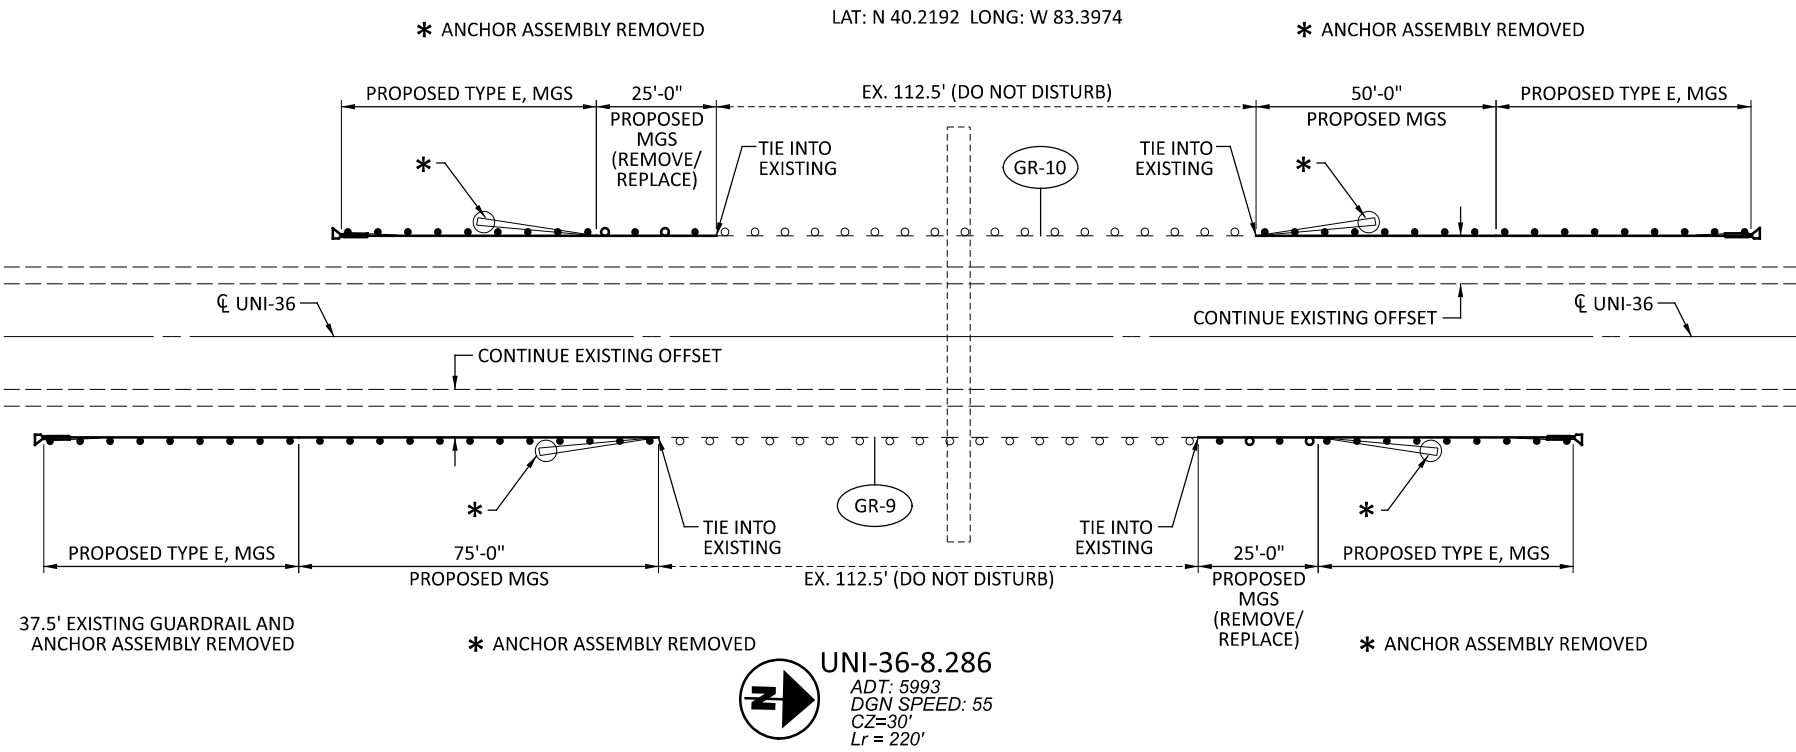 LAT: N 40.2192 LONG: W 83.3974
* ANCHOR ASSEMBLY REMOVED
* ANCHOR ASSEMBLY REMOVED
PROPOSED TYPE E, MGS
25'-0"
PROPOSED
MGS
(REMOVE/
REPLACE)
EX. 112.5' (DO NOT DISTURB)
50'-0"
PROPOSED MGS
PROPOSED TYPE E, MGS
*
TIE INTO
EXISTING
GR-10
TIE INTO
EXISTING
*
℄ UNI-36
CONTINUE EXISTING OFFSET
℄ UNI-36
CONTINUE EXISTING OFFSET
*
GR-9
*
TIE INTO
EXISTING
TIE INTO
EXISTING
PROPOSED TYPE E, MGS
75'-0"
PROPOSED MGS
EX. 112.5' (DO NOT DISTURB)
25'-0"
PROPOSED
MGS
(REMOVE/
REPLACE)
PROPOSED TYPE E, MGS
37.5' EXISTING GUARDRAIL AND
ANCHOR ASSEMBLY REMOVED
* ANCHOR ASSEMBLY REMOVED
* ANCHOR ASSEMBLY REMOVED
N
UNI-36-8.286
ADT: 5993
DGN SPEED: 55
CZ=30'
Lr = 220'